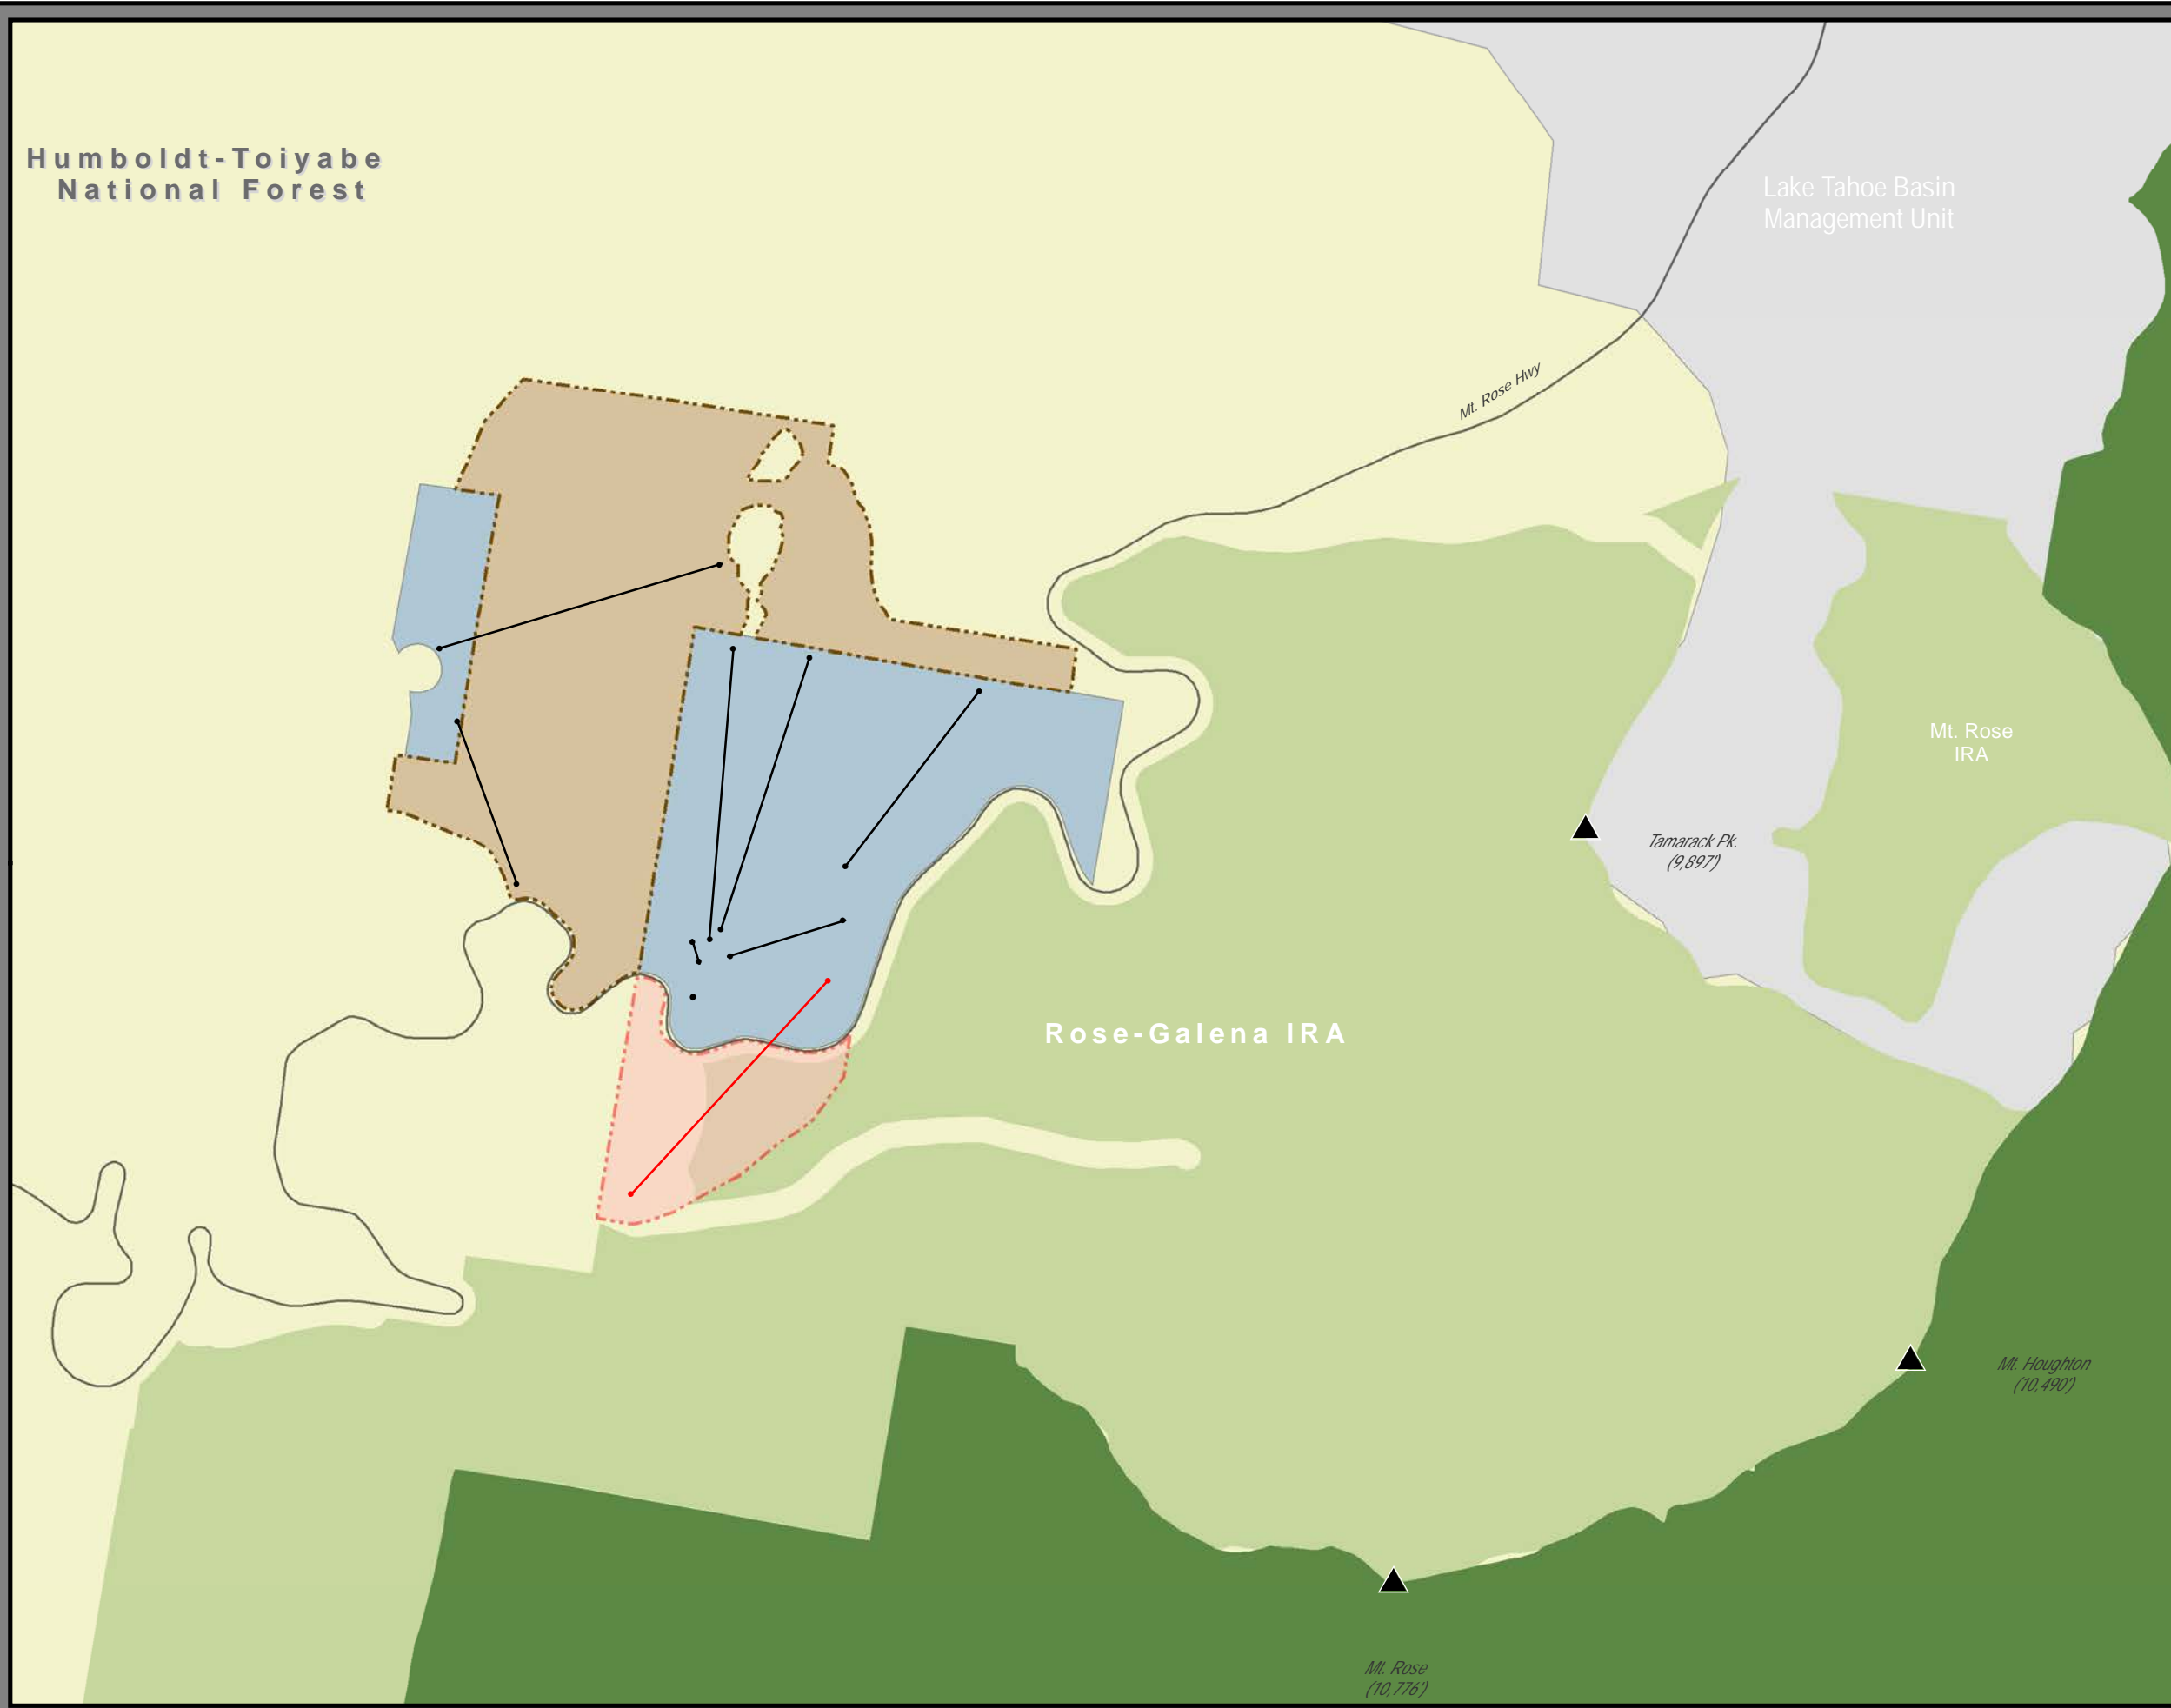 Humboldt-Toiyabe
National Forest
Lake Tahoe Basin
Management Unit
Mt. Rose Hwy
Mt. Rose
IRA
Tamarack Pk.
(9,897')
Rose-Galena IRA
Mt. Houghton
(10,490')
Mt. Rose
(10,776')